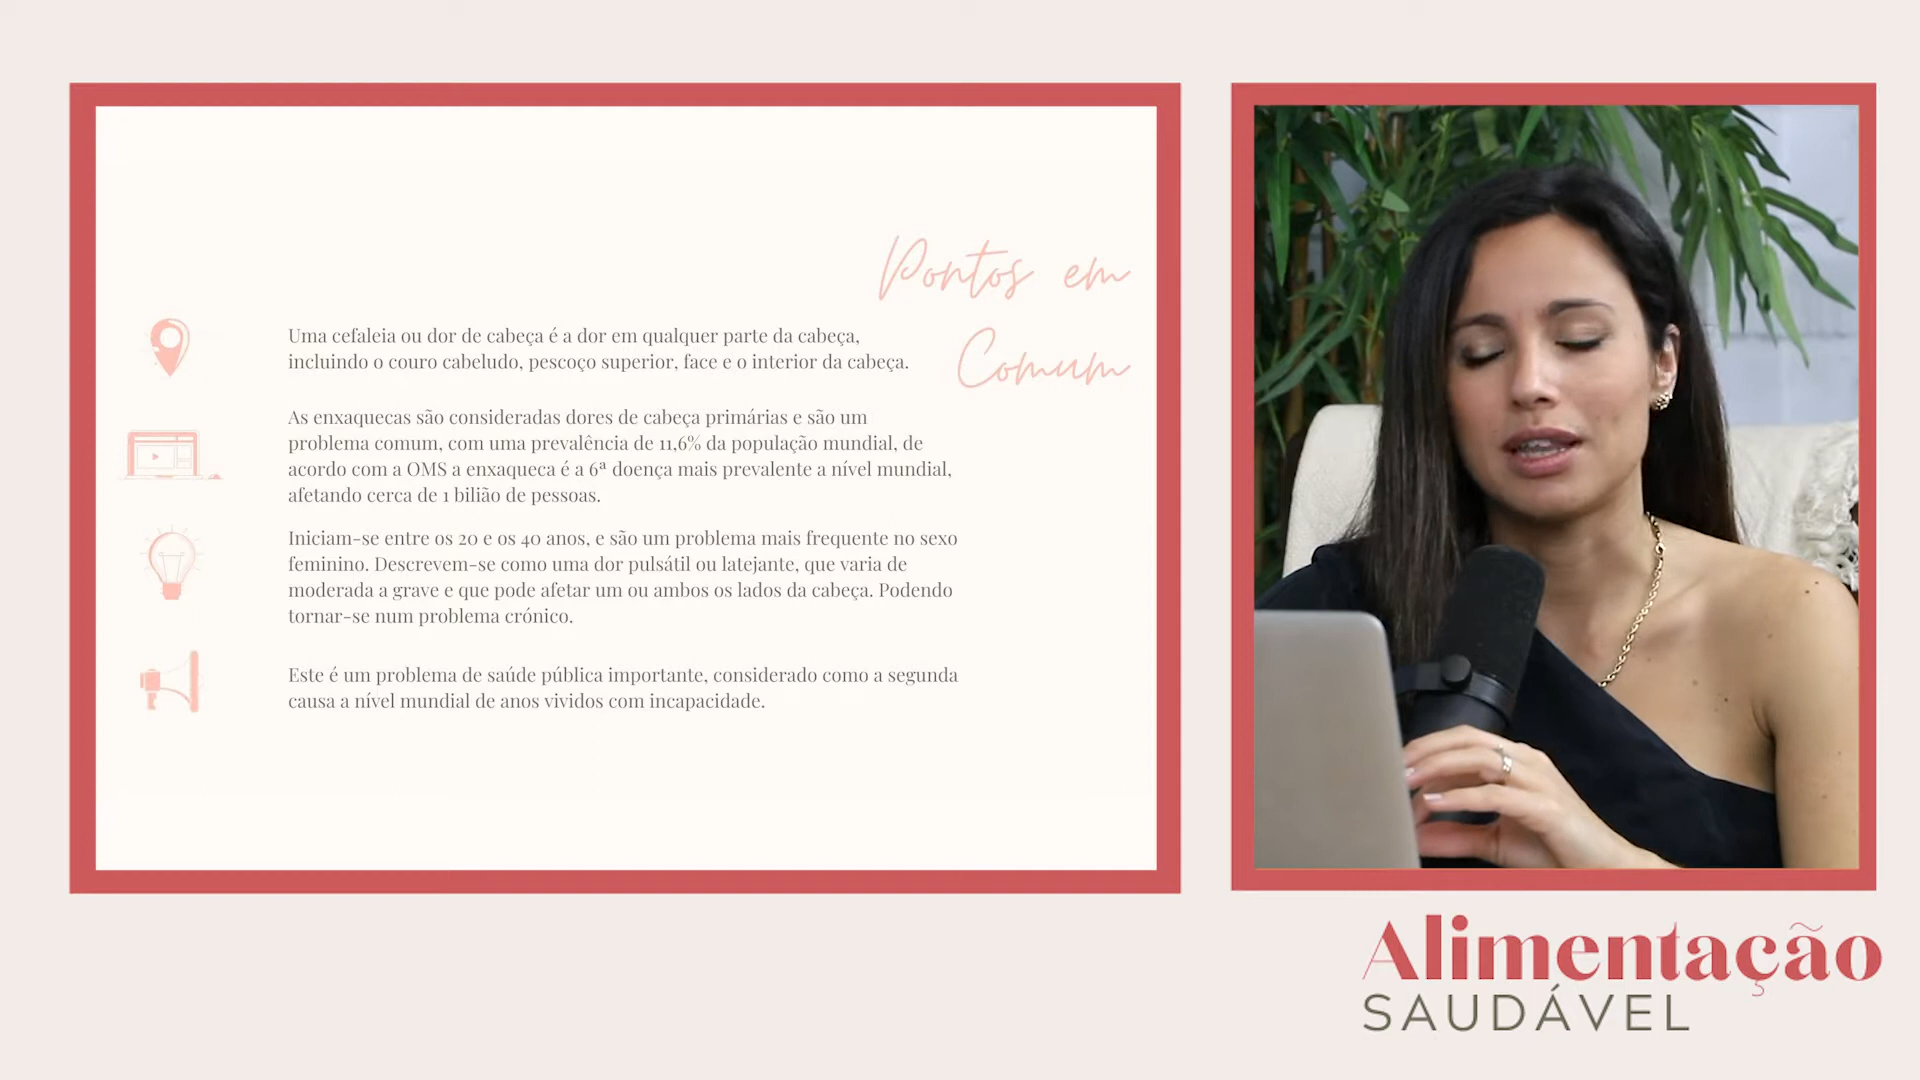 Pontos em
Comum
Uma cefaleia ou dor de cabeça é a dor em qualquer parte da cabeça,
incluindo o couro cabeludo, pescoço superior, face e o interior da cabeça.
As enxaquecas são consideradas dores de cabeça primárias e são um
problema comum, com uma prevalência de 11,6% da população mundial, de
acordo com a OMS a enxaqueca é a 6ª doença mais prevalente a nível mundial,
afetando cerca de 1 bilião de pessoas.
Iniciam-se entre os 20 e os 40 anos, e são um problema mais frequente no sexo
feminino. Descrevem-se como uma dor pulsátil ou latejante, que varia de
moderada a grave e que pode afetar um ou ambos os lados da cabeça. Podendo
tornar-se num problema crónico.
Este é um problema de saúde pública importante, considerado como a segunda
causa a nível mundial de anos vividos com incapacidade.
Alimentação
SAUDÁVEL